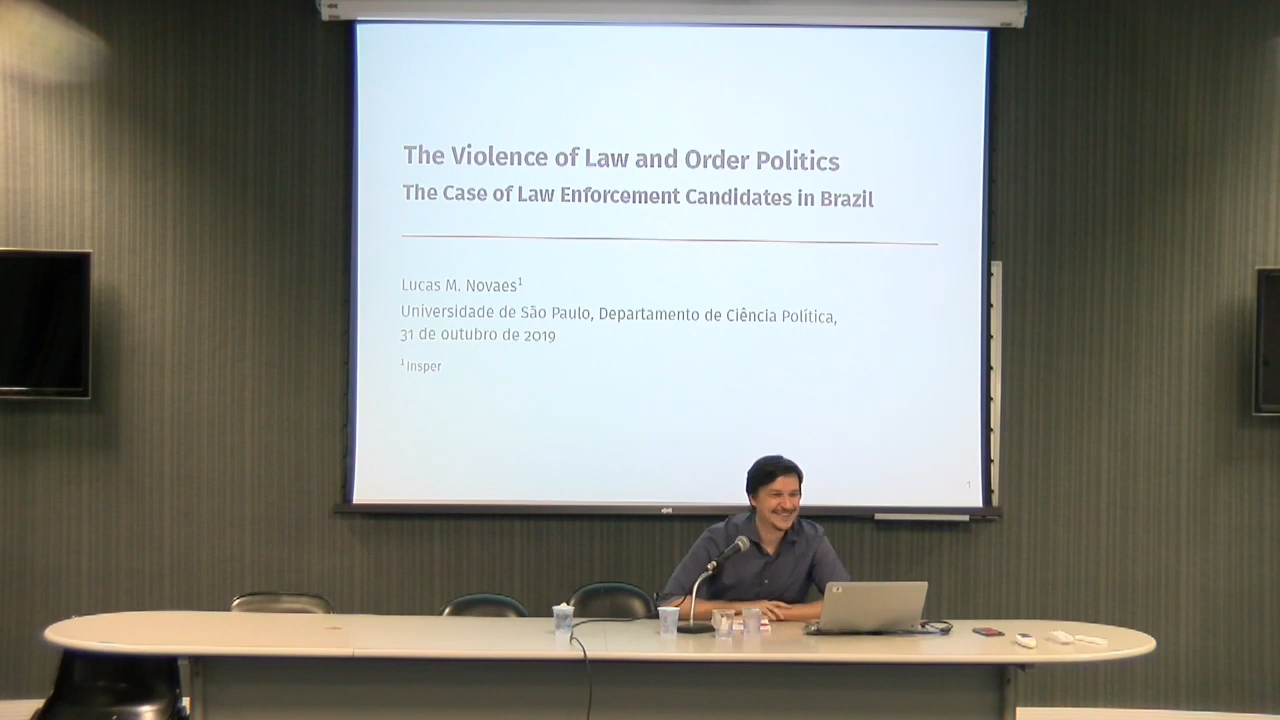 The Violence of Law and Order Politics
The Case of Law Enforcement Candidates in Brazil
Lucas M. Novaes¹
Universidade de São Paulo, Departamento de Ciência Política,
31 de outubro de 2019
¹Insper
1